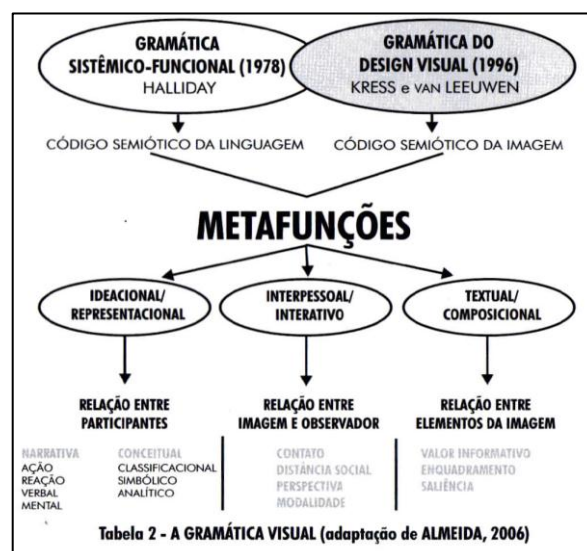 GRAMÁTICA
SISTÊMICO-FUNCIONAL (1978)
HALLIDAY
GRAMÁTICA DO
DESIGN VISUAL (1996)
KRESS e VAN LEEUWEN
CÓDIGO SEMIÓTICO DA LINGUAGEM
CÓDIGO SEMIÓTICO DA IMAGEM
METAFUNÇÕES
IDEACIONAL/
REPRESENTACIONAL
INTERPESSOAL/
INTERATIVO
TEXTUAL/
COMPOSICIONAL
RELAÇÃO ENTRE
PARTICIPANTES
RELAÇÃO ENTRE
IMAGEM E OBSERVADOR
RELAÇÃO ENTRE
ELEMENTOS DA IMAGEM
NARRATIVA
AÇÃO
REAÇÃO
VERBAL
MENTAL
CONCEITUAL
CLASSIFICACIONAL
SIMBÓLICO
ANALÍTICO
CONTATO
DISTÂNCIA SOCIAL
PERSPECTIVA
MODALIDADE
VALOR INFORMATIVO
ENQUADRAMENTO
SALIÊNCIA
Tabela 2 - A GRAMÁTICA VISUAL (adaptação de ALMEIDA, 2006)